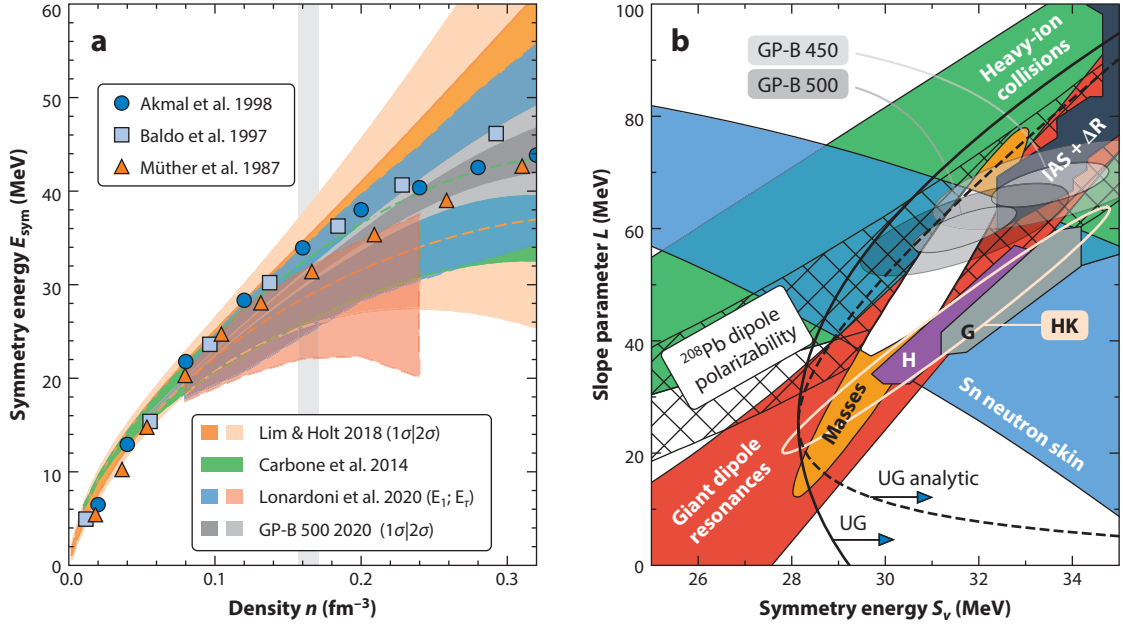 a
Symmetry energy E_sym (MeV)
60
50
40
30
20
10
0
0.0
0.1
0.2
0.3
Density n (fm⁻³)
Akmal et al. 1998
Baldo et al. 1997
Müther et al. 1987
Lim & Holt 2018 (1σ|2σ)
Carbone et al. 2014
Lonardoni et al. 2020 (E₁; E_τ)
GP-B 500 2020 (1σ|2σ)
b
Slope parameter L (MeV)
100
80
60
40
20
0
26
28
30
32
34
Symmetry energy S_v (MeV)
GP-B 450
GP-B 500
Heavy-ion
collisions
IAS + ΔR
²⁰⁸Pb dipole
polarizability
H
G
HK
Masses
Giant dipole
resonances
Sn neutron
skin
UG analytic
UG